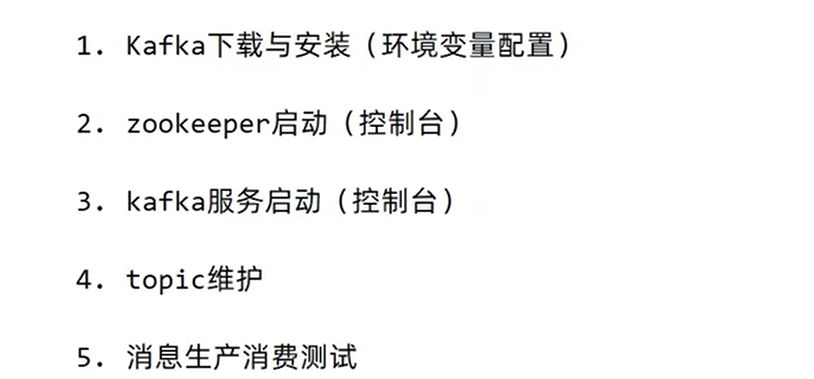 1. Kafka下载与安装（环境变量配置）
2. zookeeper启动（控制台）
3. kafka服务启动（控制台）
4. topic维护
5. 消息生产消费测试